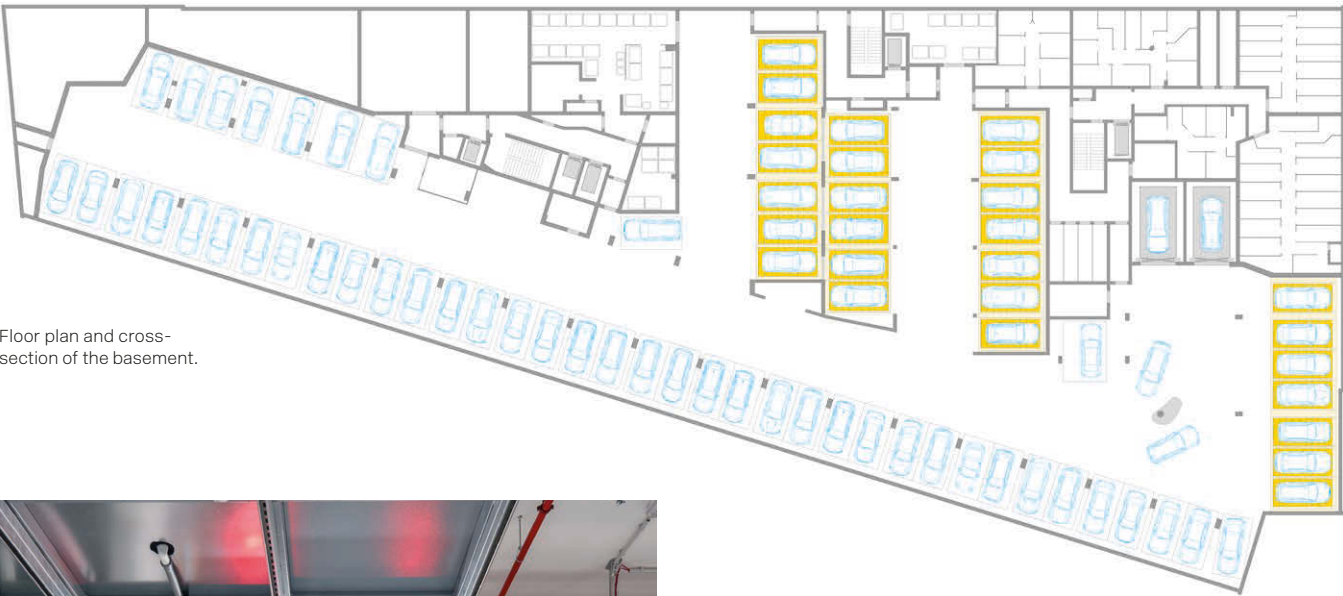 Floor plan and cross-
section of the basement.